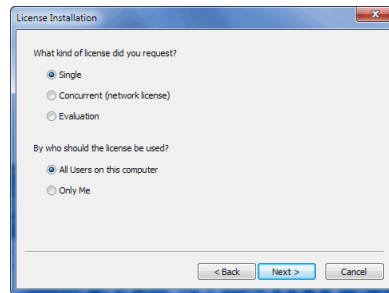 License Installation
What kind of license did you request?
Single
Concurrent (network license)
Evaluation
By who should the license be used?
All Users on this computer
Only Me
< Back
Next >
Cancel